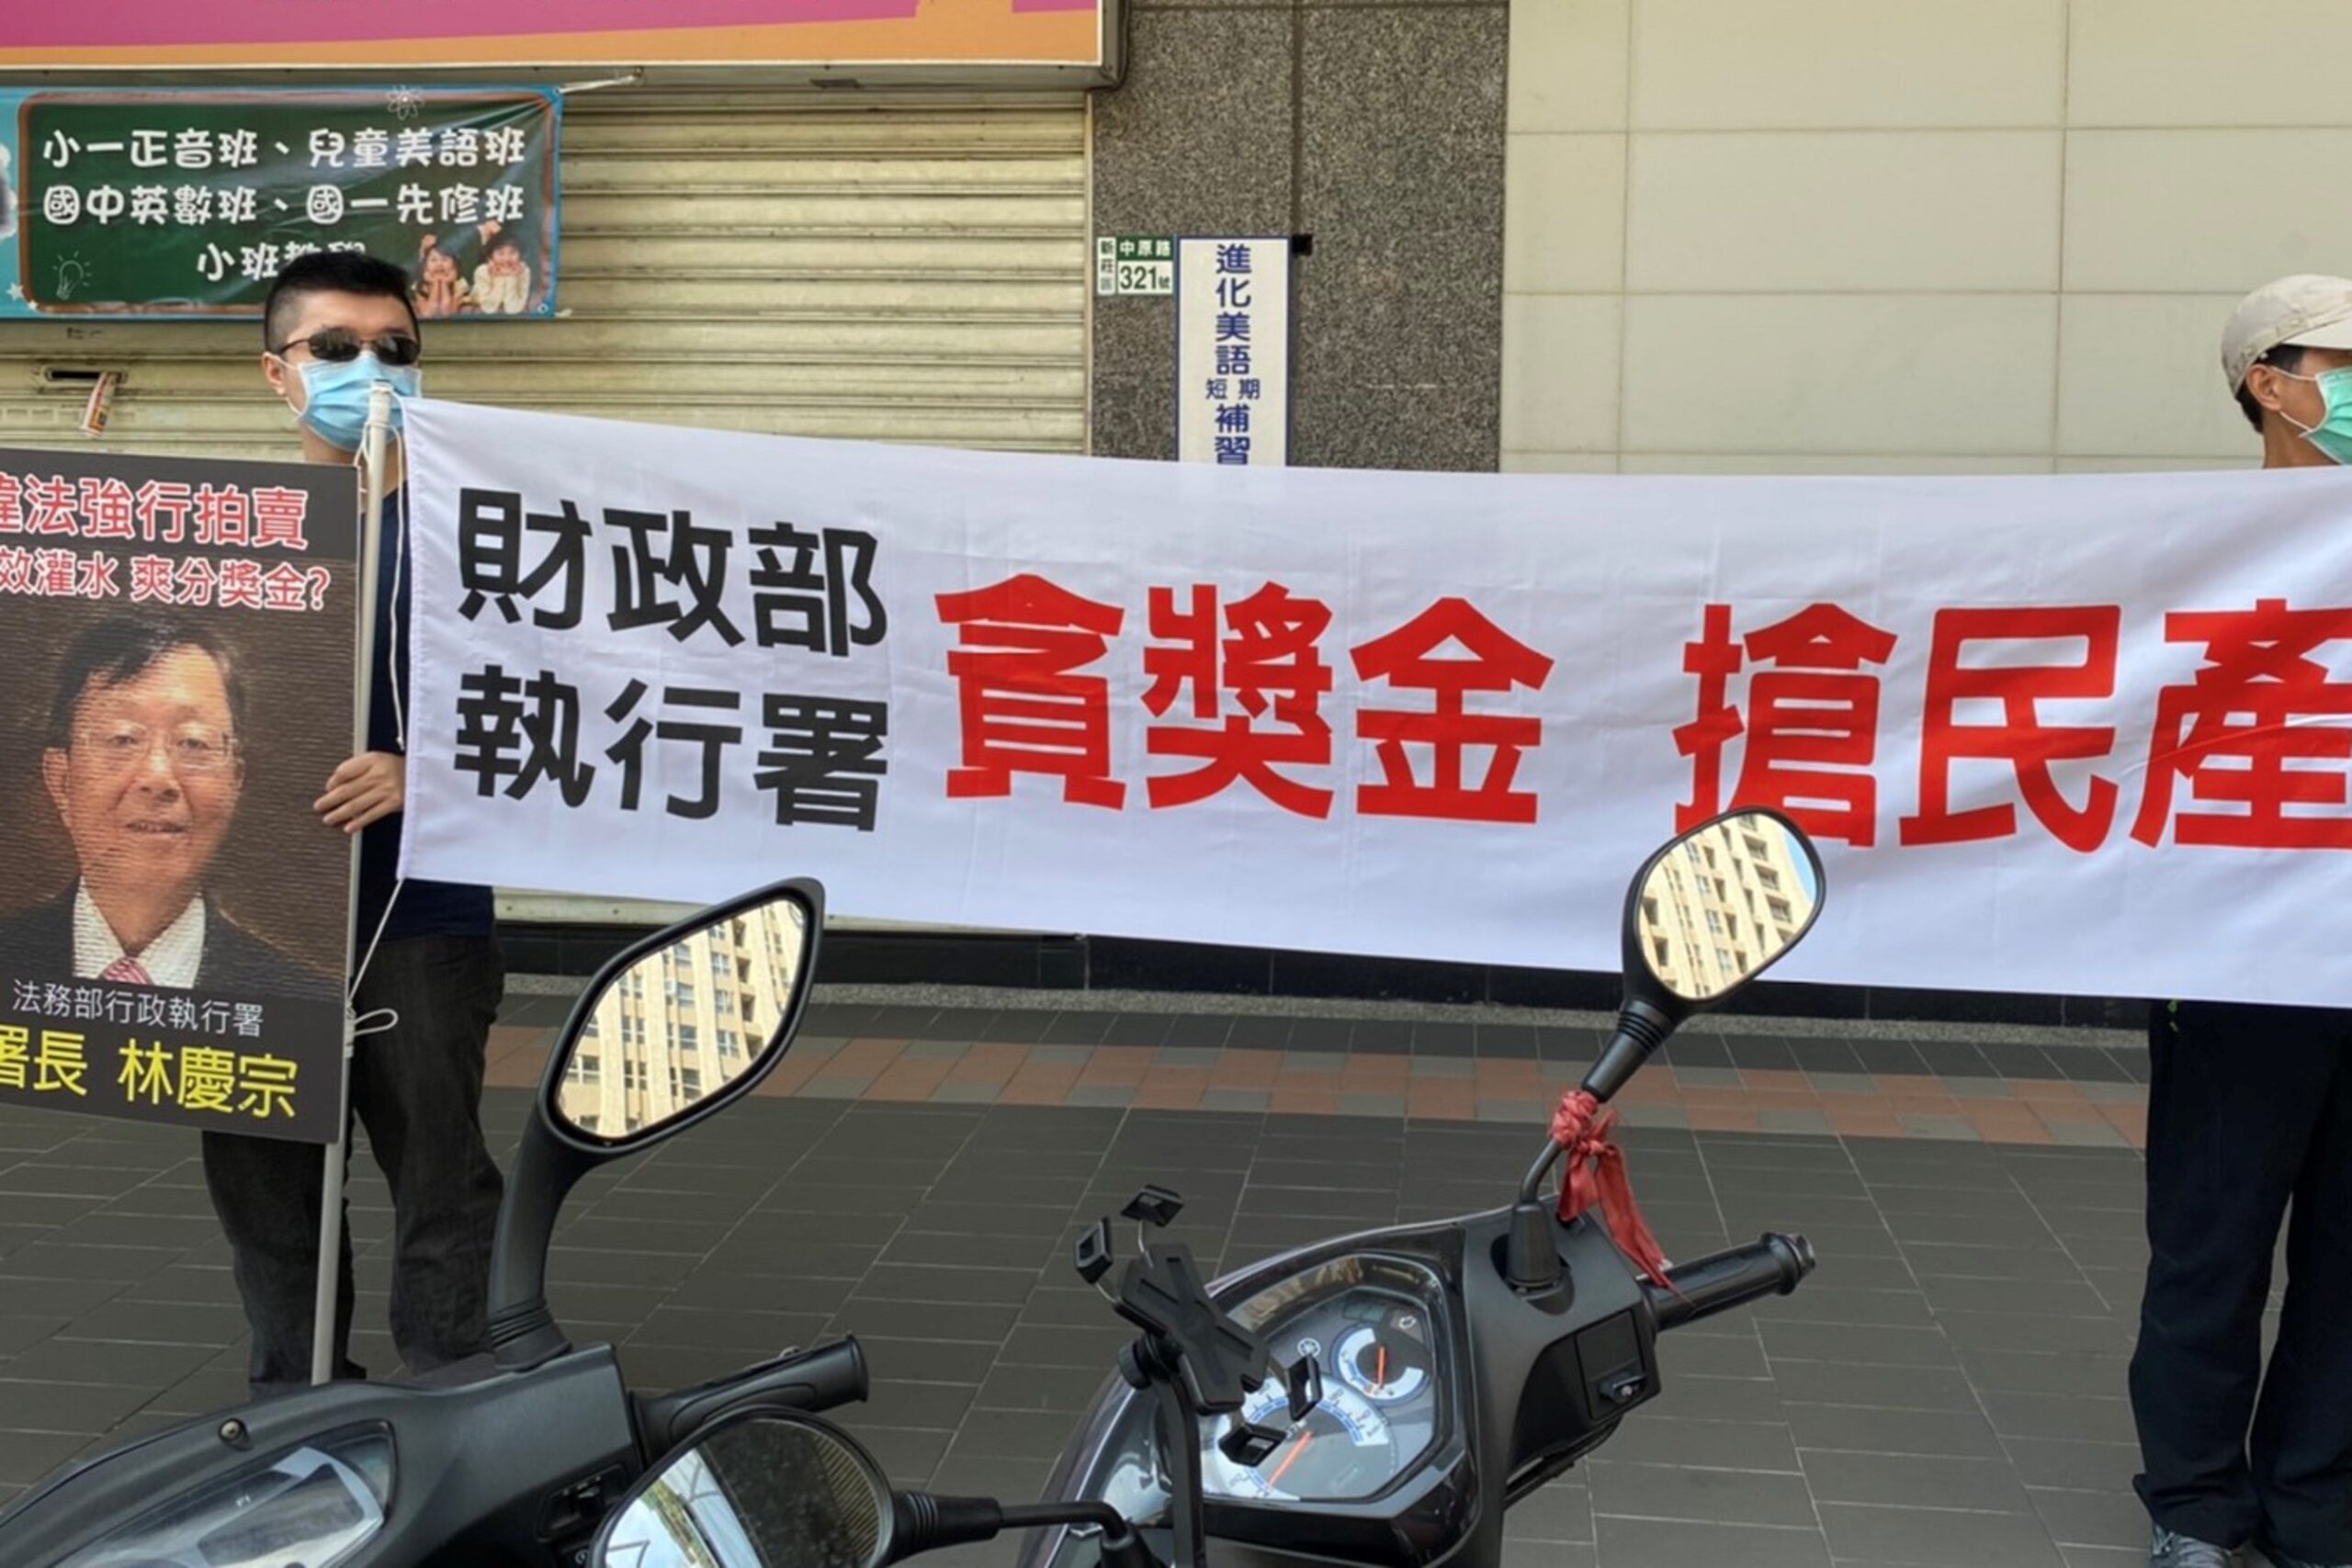 小一正音班、兒童美語班
國中英數班、國一先修班
小班教學
新莊區
中原路
321號
進化美語
短期
補習
違法強行拍賣
效灌水 爽分獎金?
法務部行政執行署
署長 林慶宗
財政部
執行署
貪獎金 搶民產